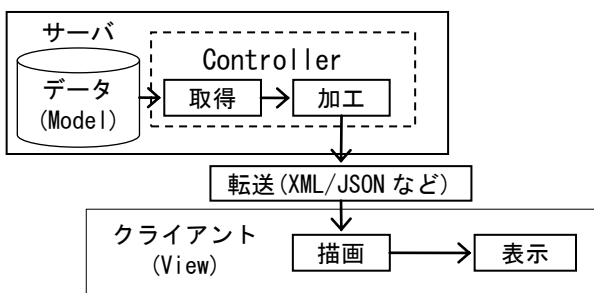 サーバ
データ
(Model)
Controller
取得
加工
転送(XML/JSON など)
クライアント
(View)
描画
表示